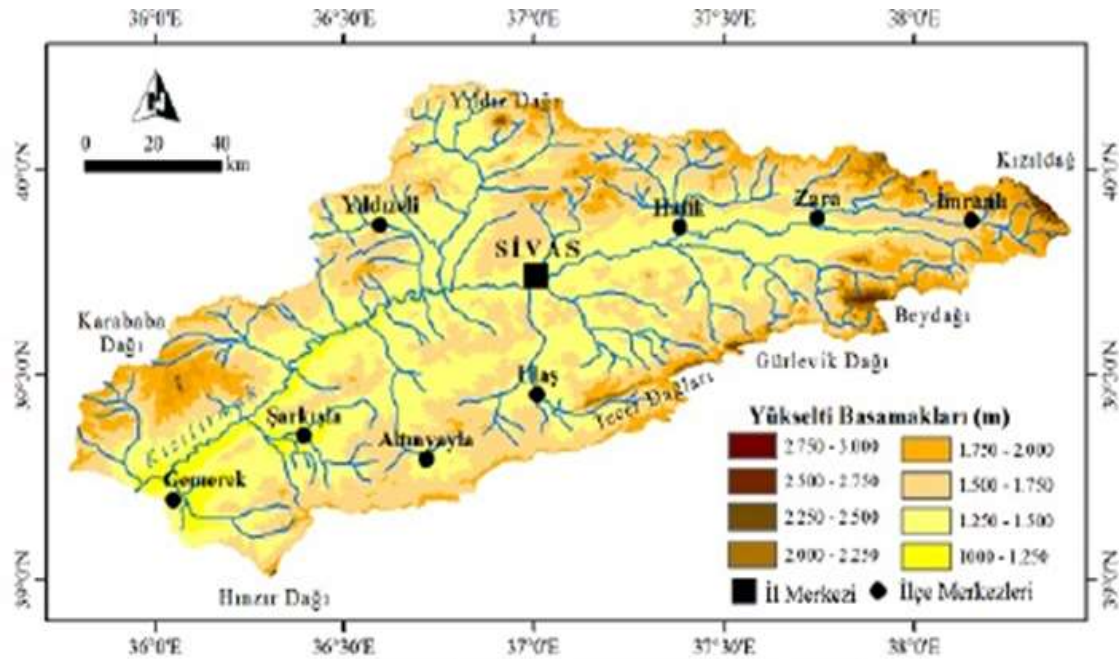 36°0'E 36°30'E 37°0'E 37°30'E 38°0'E
Yıldız Dağı
0 20 40
km
Kızıldağ
40°0'N 40°0'N
Yıldızeli
Hafik
Zara
İmranlı
SİVAS
Karababa
Dağı
Beydağı
Gürlevik Dağı
39°30'N 39°30'N
Ulaş
Tecer Dağları
Kızılırmak
Şarkışla
Altınyayla
Gemerek
Yükselti Basamakları (m)
2.750 - 3.000 1.750 - 2.000
2.500 - 2.750 1.500 - 1.750
2.250 - 2.500 1.250 - 1.500
2.000 - 2.250 1000 - 1.250
İl Merkezi İlçe Merkezleri
39°0'N 39°0'N
Hınzır Dağı
36°0'E 36°30'E 37°0'E 37°30'E 38°0'E